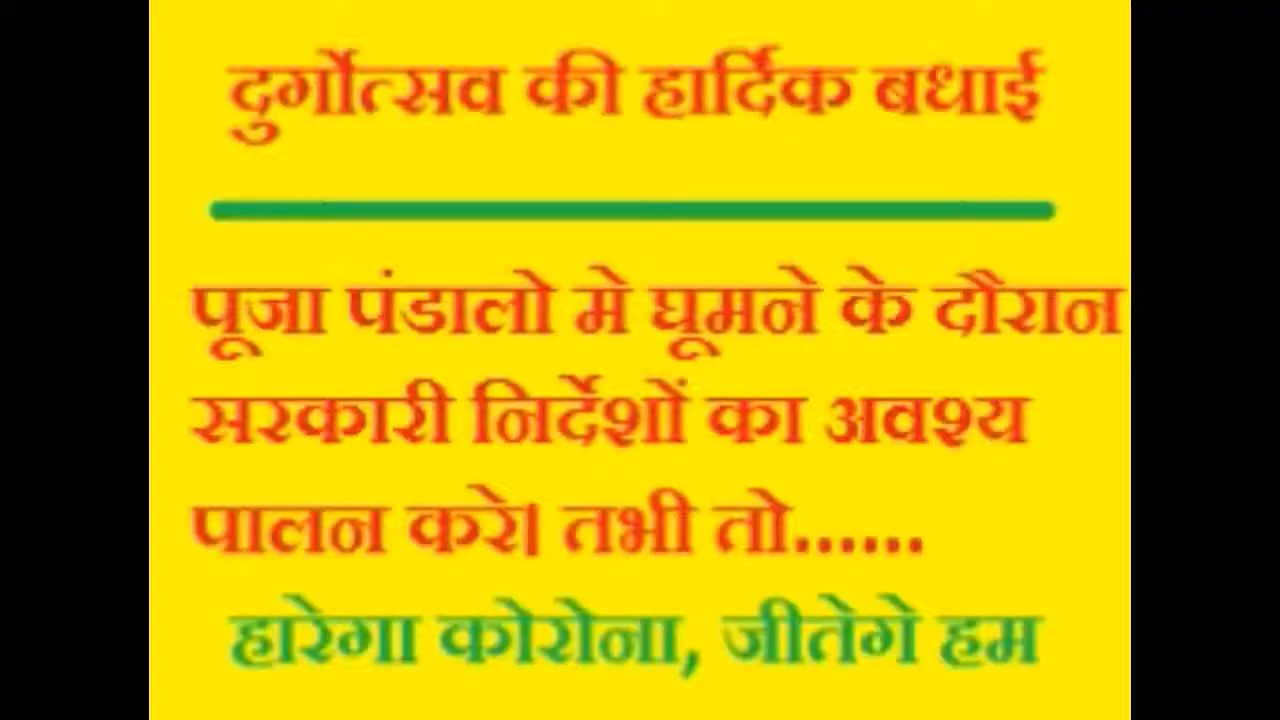 दुर्गोत्सव की हार्दिक बधाई
पूजा पंडालो मे घूमने के दौरान
सरकारी निर्देशों का अवश्य
पालन करे| तभी तो......
हारेगा कोरोना, जीतेगे हम